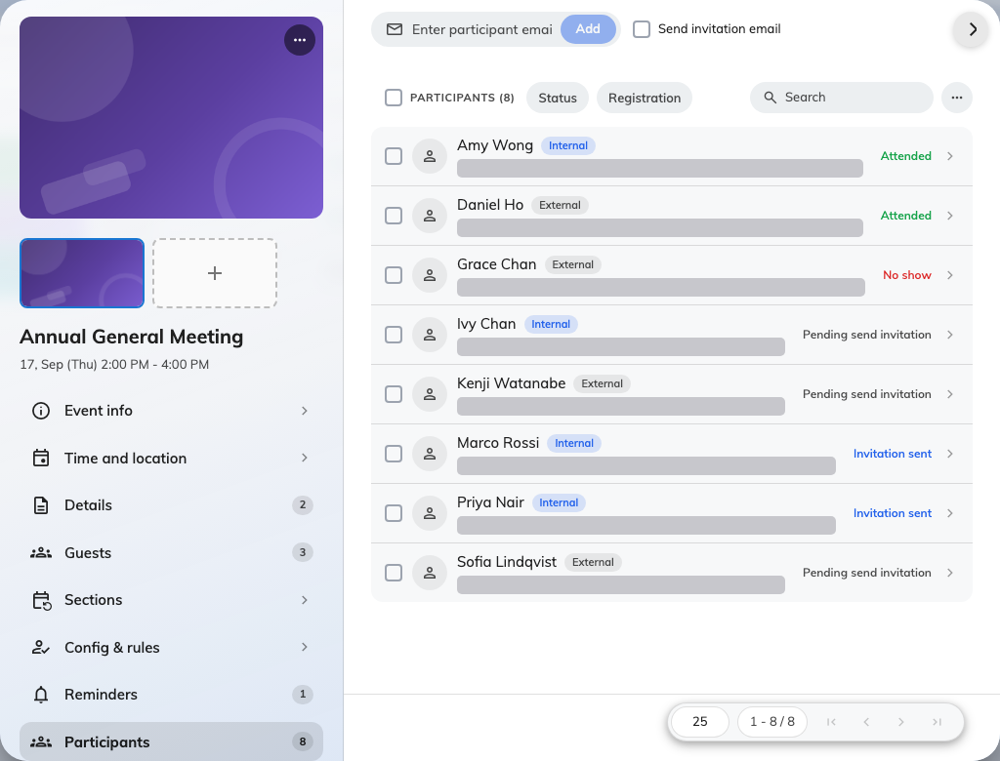 Annual General Meeting
17, Sep (Thu) 2:00 PM - 4:00 PM
Event info
Time and location
Details 2
Guests 3
Sections
Config & rules
Reminders 1
Participants 8
Enter participant emai Add Send invitation email
PARTICIPANTS (8) Status Registration Search
Amy Wong Internal Attended
Daniel Ho External Attended
Grace Chan External No show
Ivy Chan Internal Pending send invitation
Kenji Watanabe External Pending send invitation
Marco Rossi Internal Invitation sent
Priya Nair Internal Invitation sent
Sofia Lindqvist External Pending send invitation
25 1 - 8 / 8